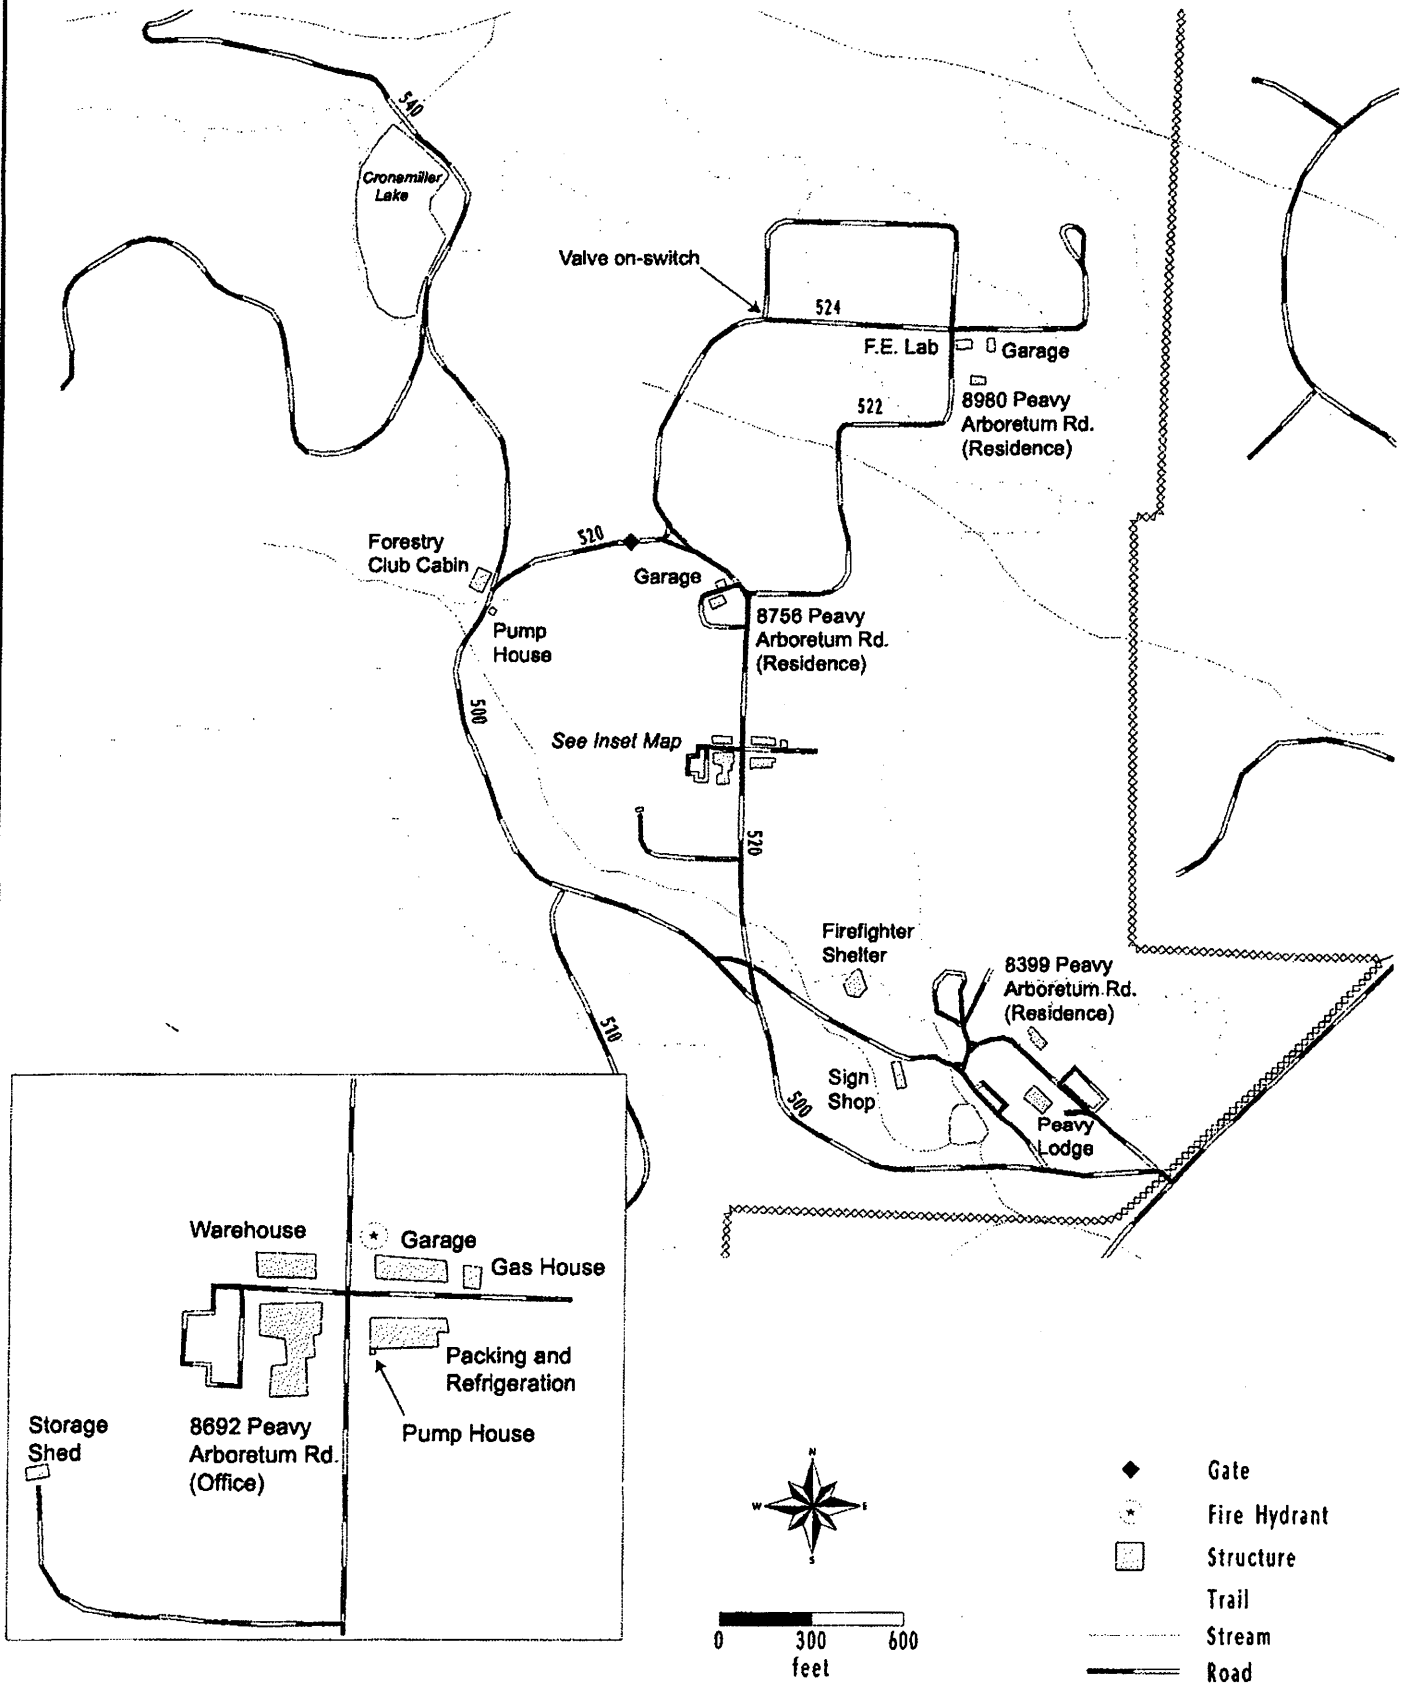 540
Cronemiller
Lake
Valve on-switch
524
F.E. Lab
Garage
522
8980 Peavy
Arboretum Rd.
(Residence)
Forestry
Club Cabin
520
Garage
Pump
House
8756 Peavy
Arboretum Rd.
(Residence)
500
See Inset Map
520
Firefighter
Shelter
8399 Peavy
Arboretum Rd.
(Residence)
510
Sign
Shop
500
Peavy
Lodge
Warehouse
Garage
Gas House
Packing and
Refrigeration
Storage
Shed
8692 Peavy
Arboretum Rd.
(Office)
Pump House
N
W
E
S
0 300 600
feet
Gate
Fire Hydrant
Structure
Trail
Stream
Road